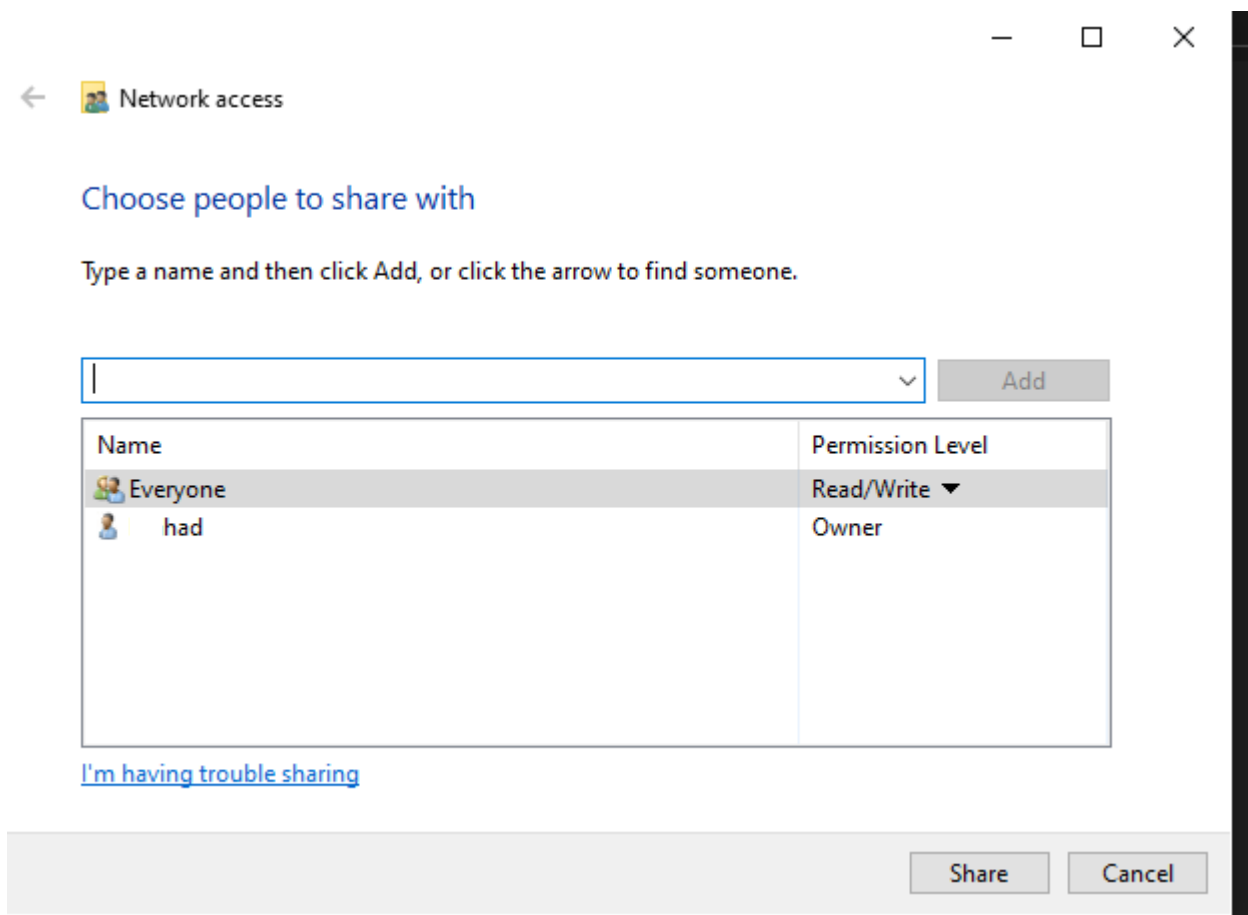 Network access
Choose people to share with
Type a name and then click Add, or click the arrow to find someone.
Add
Name Permission Level
Everyone Read/Write
had Owner
I'm having trouble sharing
Share Cancel